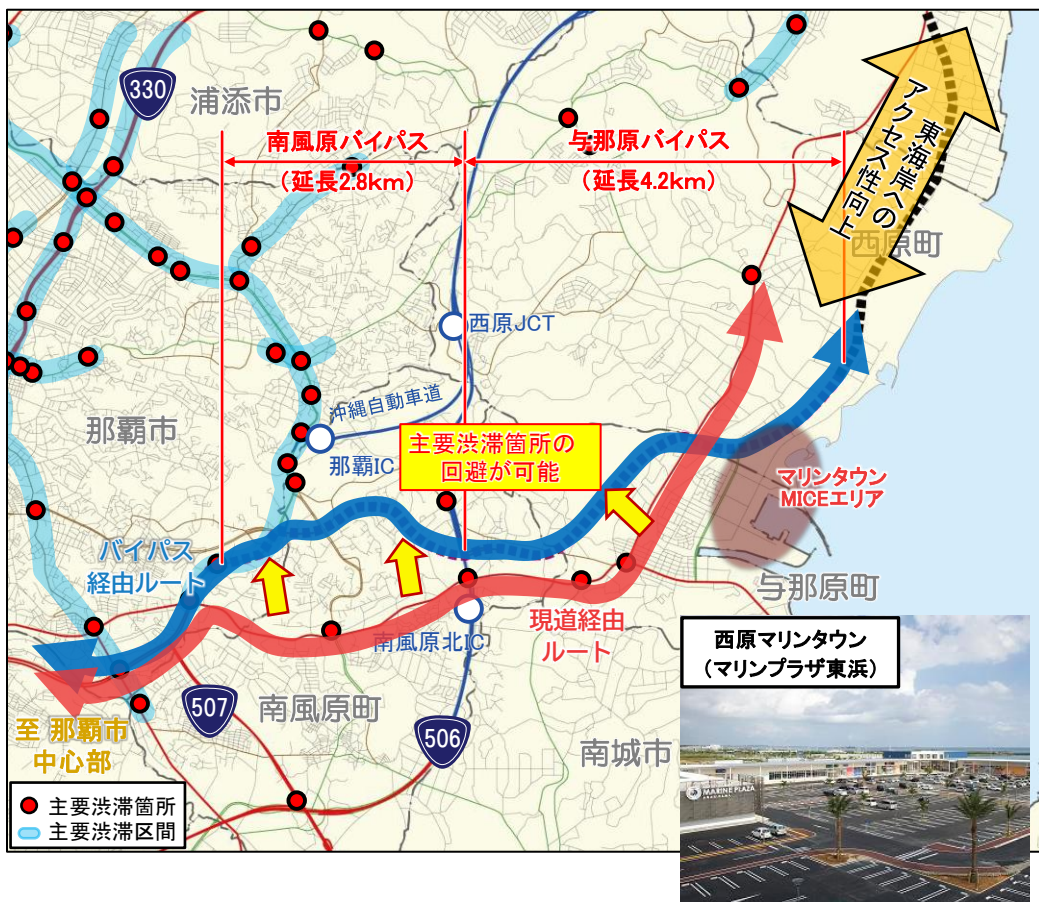 330
浦添市
南風原バイパス
（延長2.8km）
与那原バイパス
（延長4.2km）
東海岸への
アクセス性向上
西原町
西原JCT
沖縄自動車道
那覇市
那覇IC
主要渋滞箇所の
回避が可能
マリンタウン
MICEエリア
バイパス
経由ルート
与那原町
現道経由
ルート
南風原北IC
507
南風原町
506
南城市
至 那覇市
中心部
主要渋滞箇所
主要渋滞区間
西原マリンタウン
（マリンプラザ東浜）
MARINE PLAZA